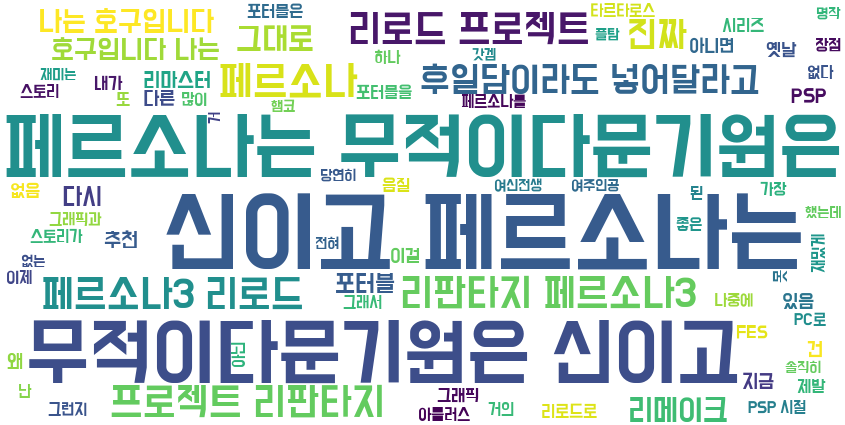 나는 호구입니다
포터블은
리로드 프로젝트
타르타로스
명작
호구입니다 나는
그대로
플탐
진짜
시리즈
장점
재미는
내가
리마스터
페르소나
하나
갓겜
아니면
옛날
없다
스토리
또
다른
많이
햄코
포터블을
후일담이라도 넣어달라고
페르소나를
PSP
거
페르소나는 무적이다문기원은
당연히
없음
다시
음질
여신전생
여주인공
된
가장
신이고 페르소나는
그래픽과
스토리가
추천
전혀
이걸
좋은
했는데
재밌게
없는
이제
페르소나3 리로드
포터블
그래서
리판타지 페르소나3
나중에
있음
PC로
무적이다문기원은 신이고
FES
건
왜
솔직히
난
지금
제발
그런지
프로젝트 리판타지
그래픽
아틀러스
거의
리로드로
리메이크
PSP 시절